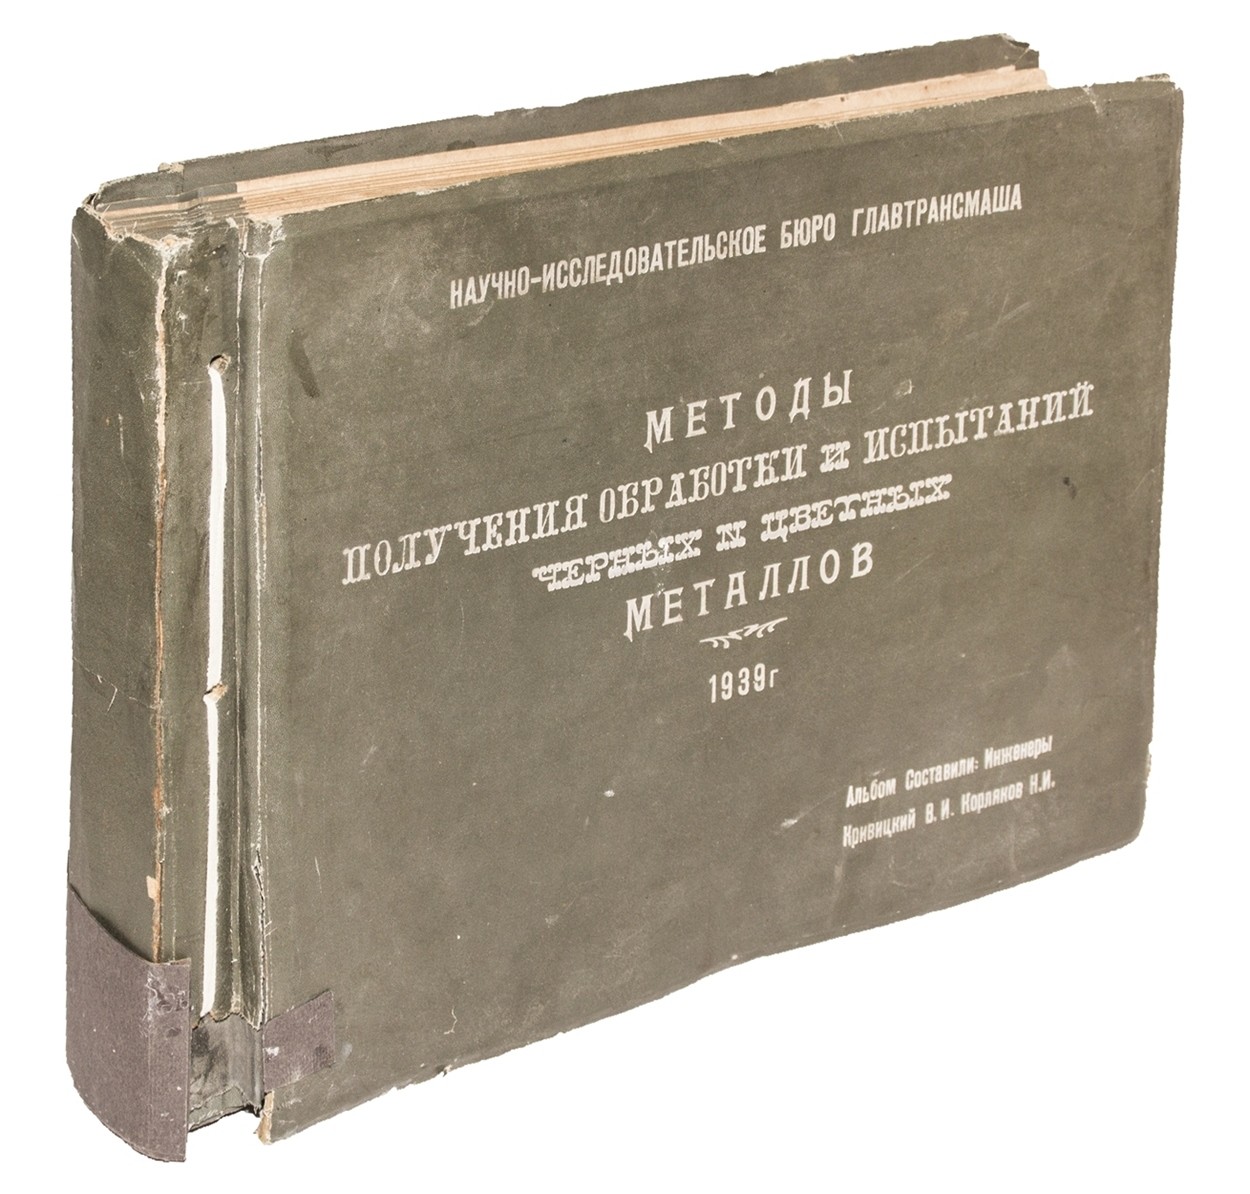 НАУЧНО-ИССЛЕДОВАТЕЛЬСКОЕ БЮРО ГЛАВТРАНСМАША
МЕТОДЫ
ПОЛУЧЕНИЯ ОБРАБОТКИ И ИСПЫТАНИЙ
ЧЕРНЫХ И ЦВЕТНЫХ
МЕТАЛЛОВ
1939г
Альбом Составили: Инженеры
Кривицкий В.И. Корляков Н.И.